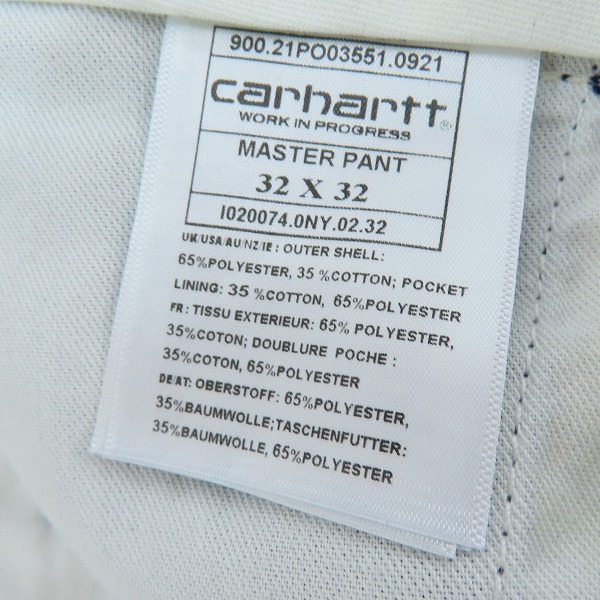 900.21PO03551.0921
carhartt®
WORK IN PROGRESS
MASTER PANT
32 X 32
I020074.0NY.02.32
UK/USA/AU/NZ/IE : OUTER SHELL:
65%POLYESTER, 35 %COTTON; POCKET
LINING: 35 %COTTON, 65%POLYESTER
FR: TISSU EXTERIEUR: 65% POLYESTER,
35%COTON; DOUBLURE POCHE :
35%COTON, 65%POLYESTER
DE/AT: OBERSTOFF: 65%POLYESTER,
35%BAUMWOLLE;TASCHENFUTTER:
35%BAUMWOLLE, 65%POLYESTER